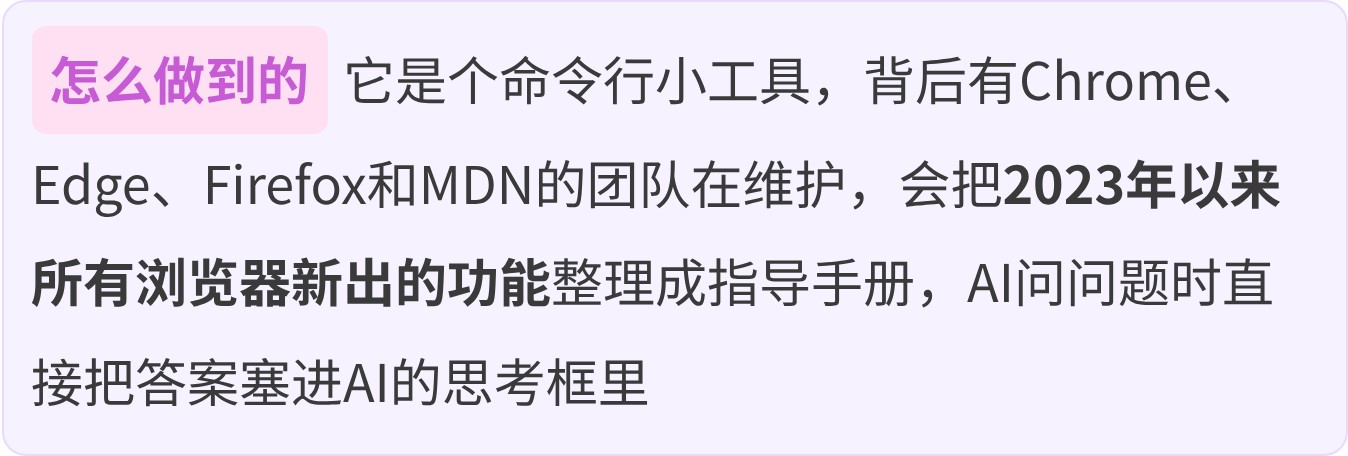 怎么做到的 它是个命令行小工具，背后有Chrome、
Edge、Firefox和MDN的团队在维护，会把2023年以来
所有浏览器新出的功能整理成指导手册，AI问问题时直
接把答案塞进AI的思考框里